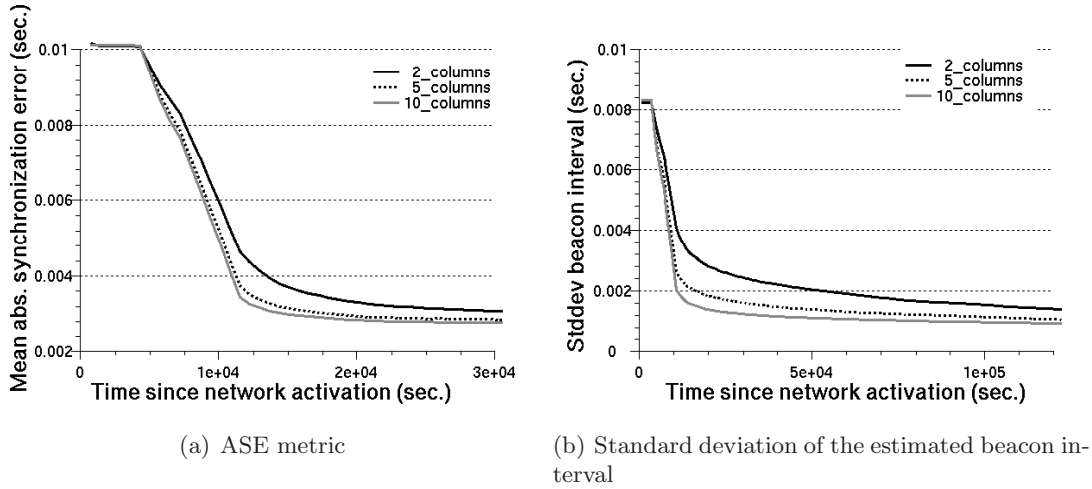 Mean abs. synchronization error (sec.)
0.01
0.008
0.006
0.004
0.002
2_columns
5_columns
10_columns
0
1e+04
2e+04
3e+04
Time since network activation (sec.)
(a) ASE metric
Stddev beacon interval (sec.)
0.01
0.008
0.006
0.004
0.002
0
2_columns
5_columns
10_columns
0
5e+04
1e+05
Time since network activation (sec.)
(b) Standard deviation of the estimated beacon in-
terval